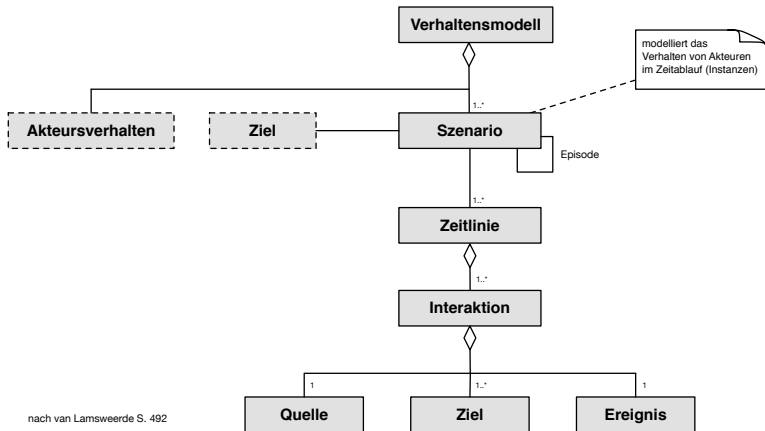 Verhaltensmodell
modelliert das
Verhalten von Akteuren
im Zeitablauf (Instanzen)
1..*
Akteursverhalten
Ziel
Szenario
Episode
1..*
Zeitlinie
1..*
Interaktion
1
1..*
1
Quelle
Ziel
Ereignis
nach van Lamsweerde S. 492